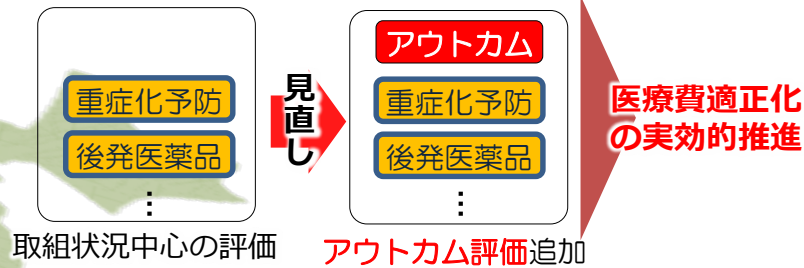 重症化予防
後発医薬品
⋮
取組状況中心の評価
見直し
アウトカム
重症化予防
後発医薬品
⋮
アウトカム評価追加
医療費適正化
の実効的推進